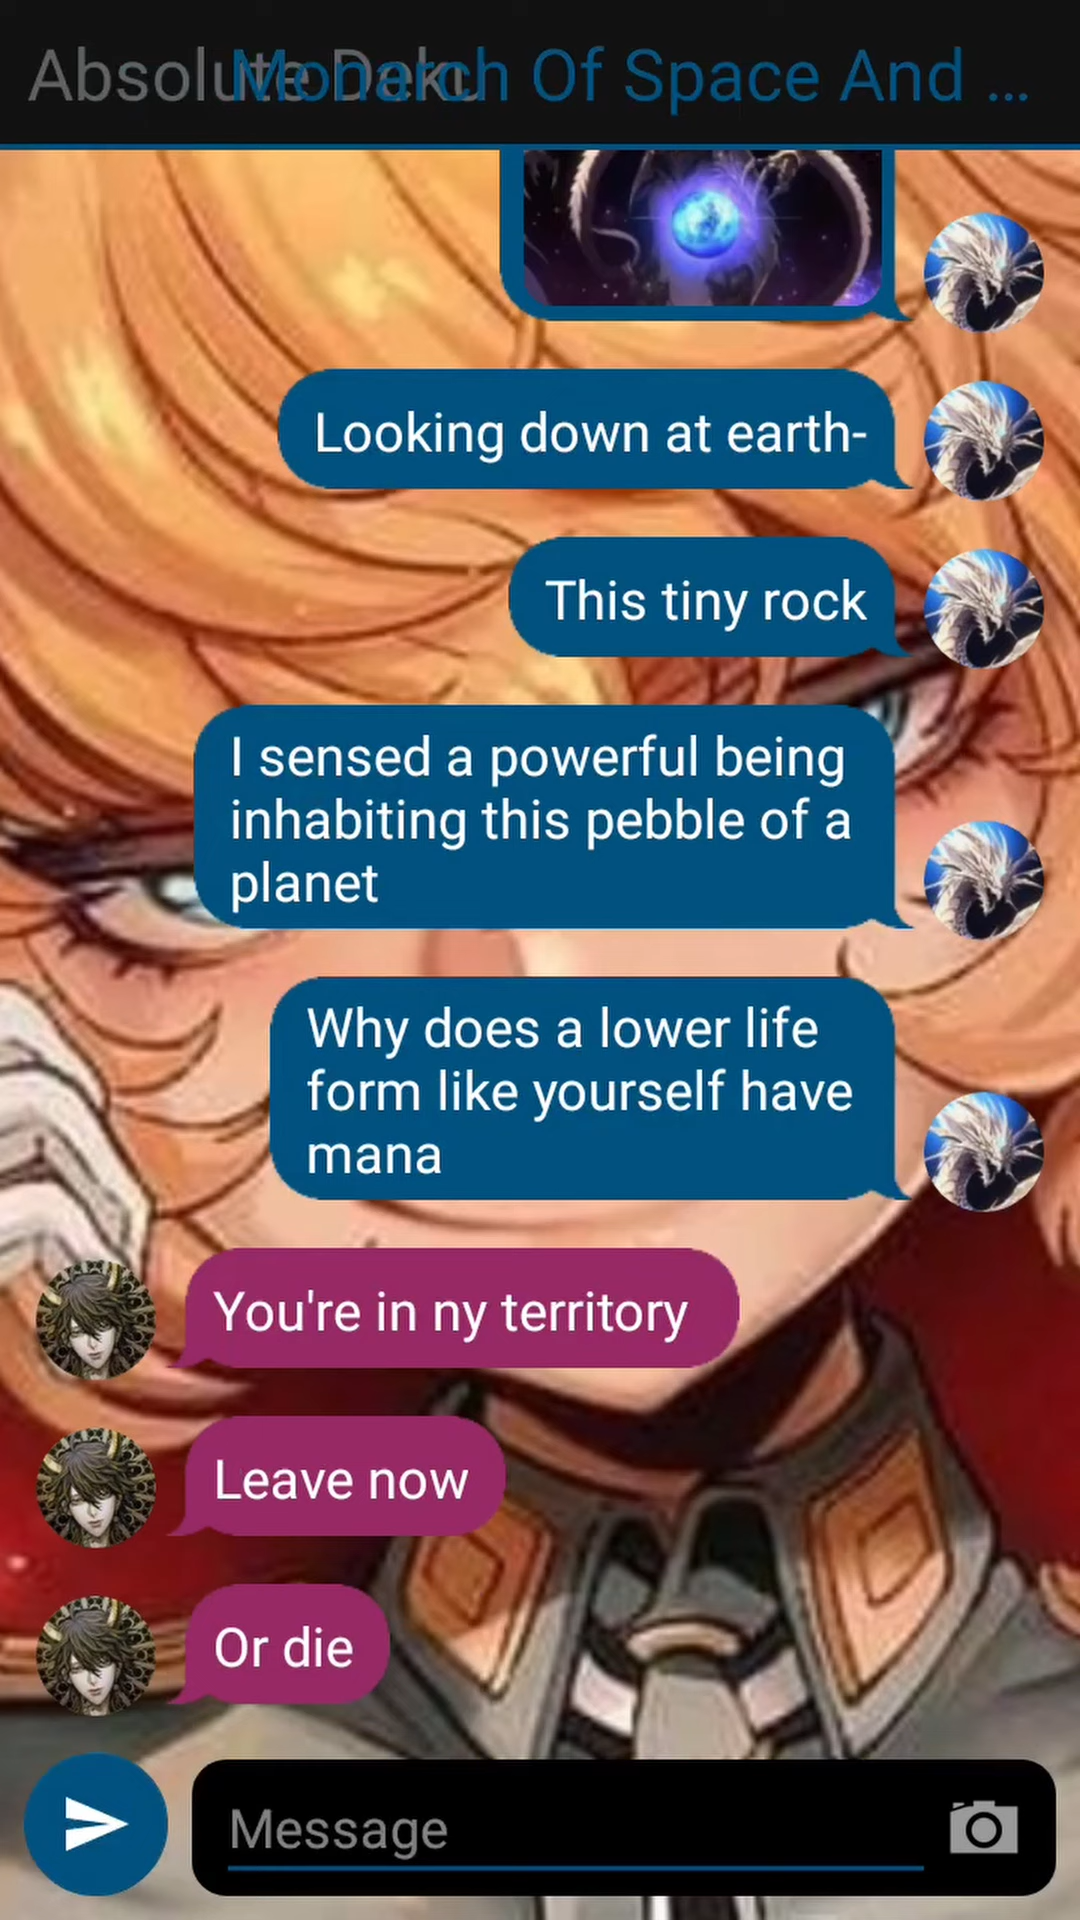 Absolute Deku
Monarch Of Space And ...
Looking down at earth-
This tiny rock
I sensed a powerful being
inhabiting this pebble of a
planet
Why does a lower life
form like yourself have
mana
You're in ny territory
Leave now
Or die
Message